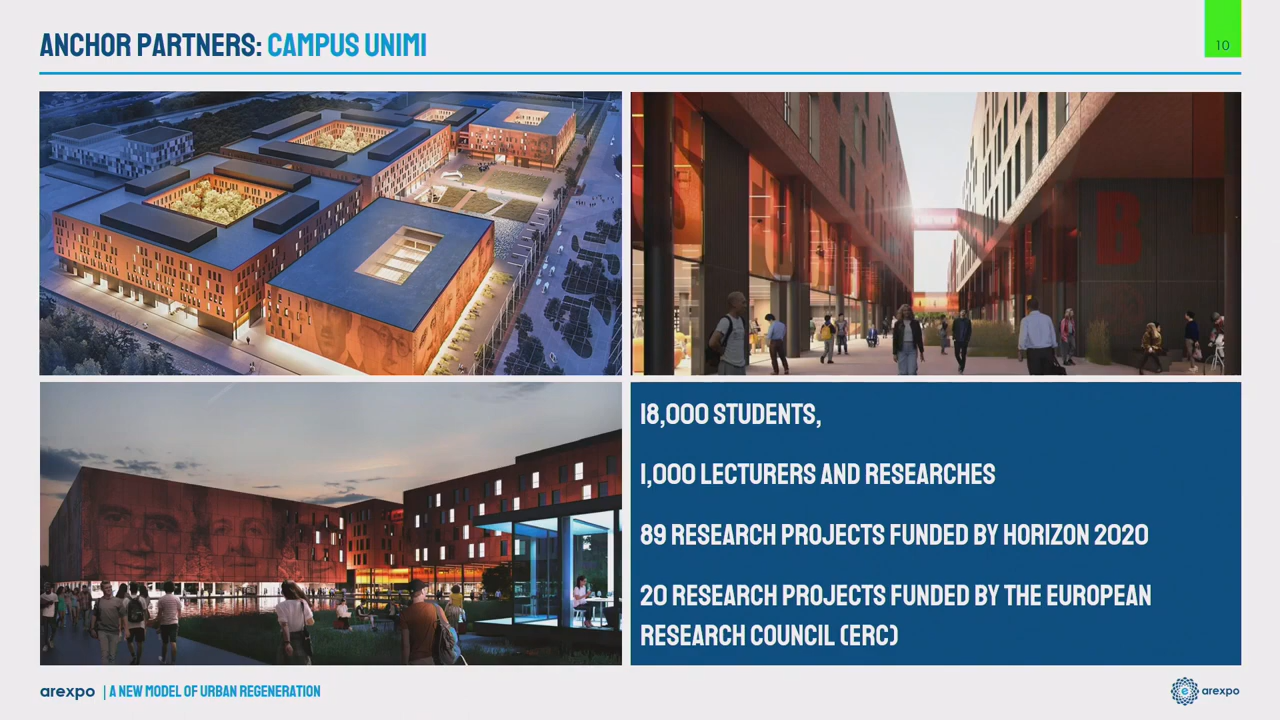 ANCHOR PARTNERS: CAMPUS UNIMI
10
B
18,000 STUDENTS,
1,000 LECTURERS AND RESEARCHES
89 RESEARCH PROJECTS FUNDED BY HORIZON 2020
20 RESEARCH PROJECTS FUNDED BY THE EUROPEAN
RESEARCH COUNCIL (ERC)
arexpo | A NEW MODEL OF URBAN REGENERATION
e arexpo